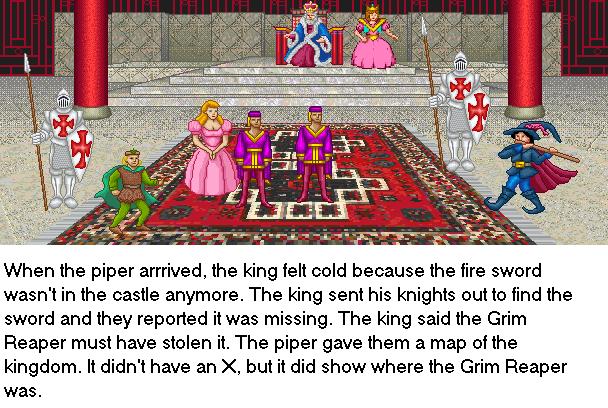 When the piper arrrived, the king felt cold because the fire sword
wasn't in the castle anymore. The king sent his knights out to find the
sword and they reported it was missing. The king said the Grim
Reaper must have stolen it. The piper gave them a map of the
kingdom. It didn't have an X, but it did show where the Grim Reaper
was.